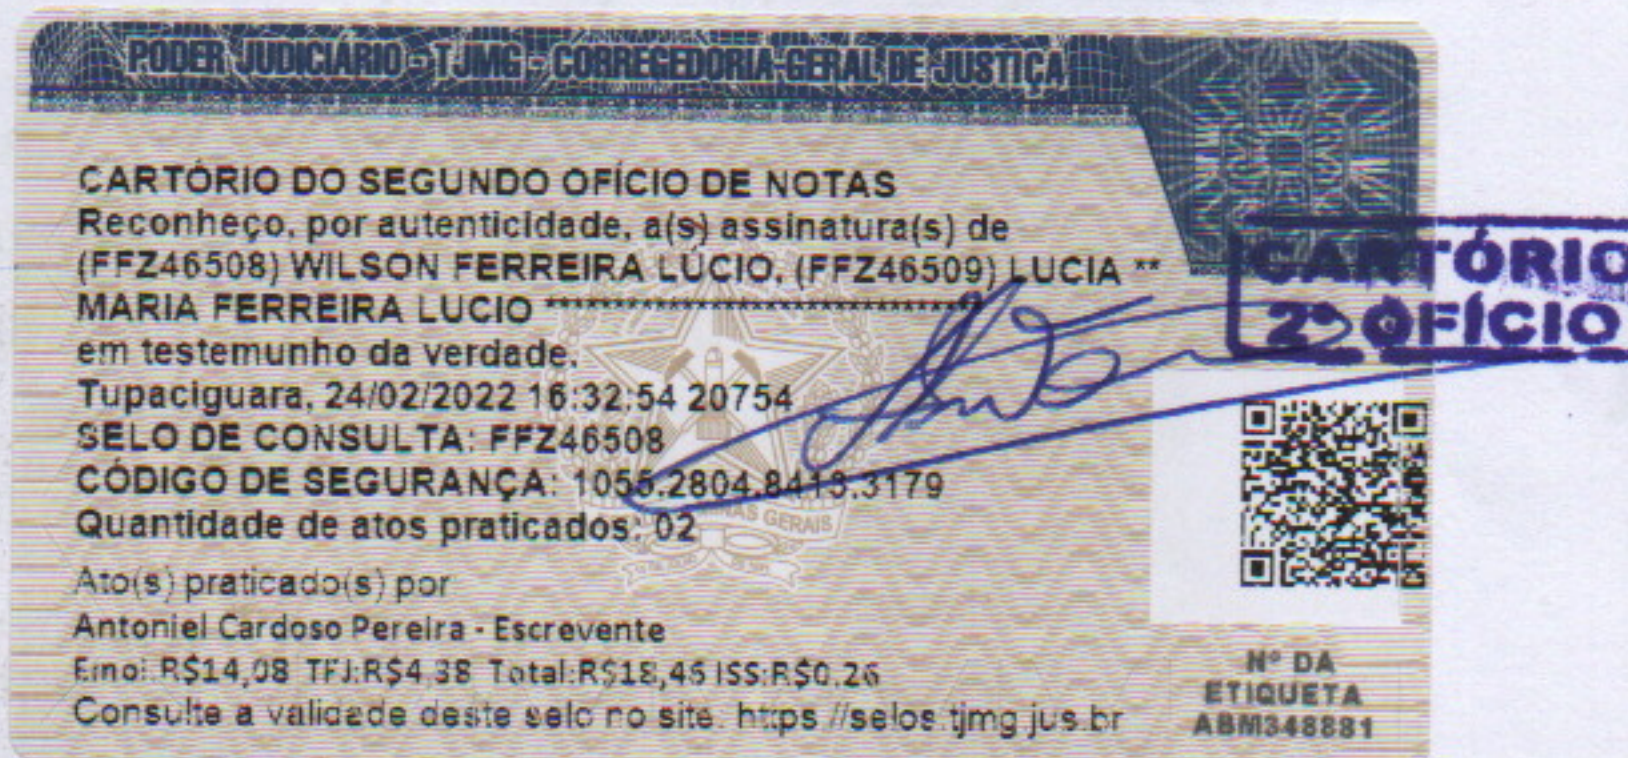 PODER JUDICIÁRIO - TJMG - CORREGEDORIA-GERAL DE JUSTIÇA
CARTÓRIO DO SEGUNDO OFÍCIO DE NOTAS
Reconheço, por autenticidade, a(s) assinatura(s) de
(FFZ46508) WILSON FERREIRA LÚCIO, (FFZ46509) LUCIA **
MARIA FERREIRA LUCIO ********************************
em testemunho da verdade.
Tupaciguara, 24/02/2022 16:32:54 20754
SELO DE CONSULTA: FFZ46508
CÓDIGO DE SEGURANÇA: 1055.2804.8413.3179
Quantidade de atos praticados: 02
Ato(s) praticado(s) por
Antoniel Cardoso Pereira - Escrevente
Emol: R$14,08 TFJ:R$4,38 Total:R$18,46 ISS:R$0,26
Consulte a validade deste selo no site: https://selos.tjmg.jus.br
CARTÓRIO
2º OFÍCIO
Nº DA
ETIQUETA
ABM348881
MINAS GERAIS